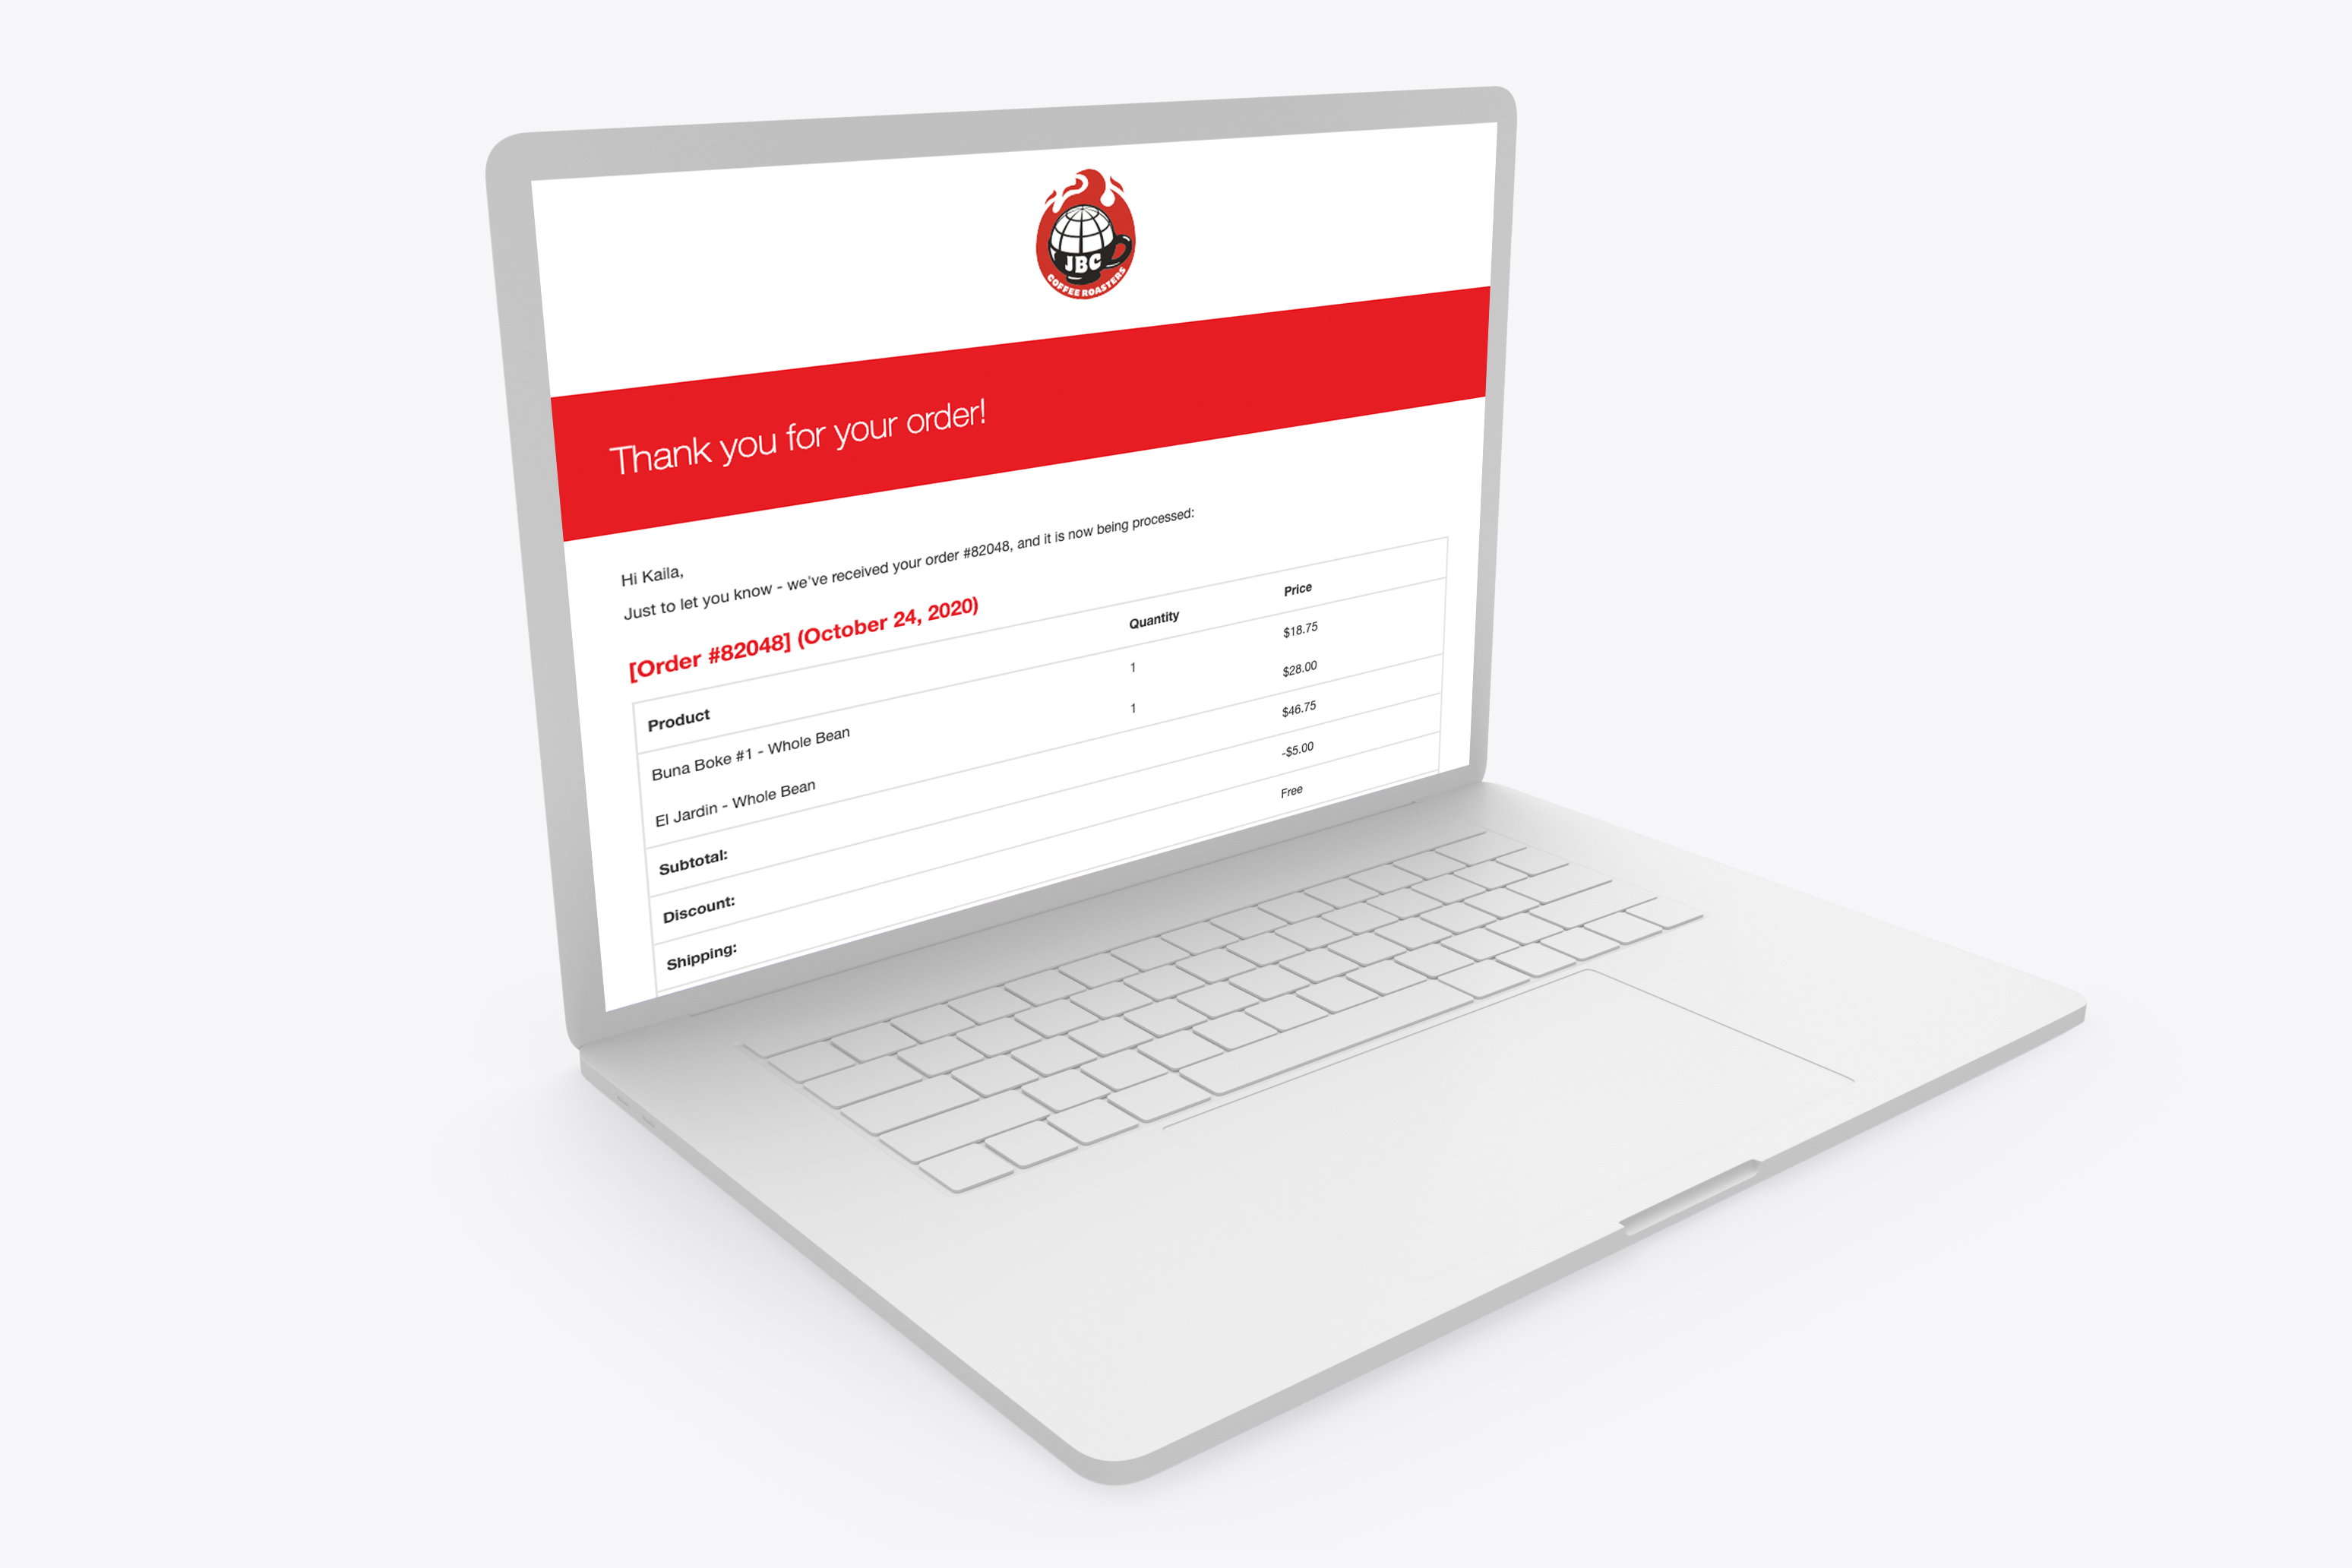 JBC
COFFEE ROASTERS
Thank you for your order!
Hi Kaila,
Just to let you know - we've received your order #82048, and it is now being processed:
[Order #82048] (October 24, 2020)
Product Quantity Price
Buna Boke #1 - Whole Bean 1 $18.75
El Jardin - Whole Bean 1 $28.00
Subtotal: $46.75
Discount: -$5.00
Shipping: Free